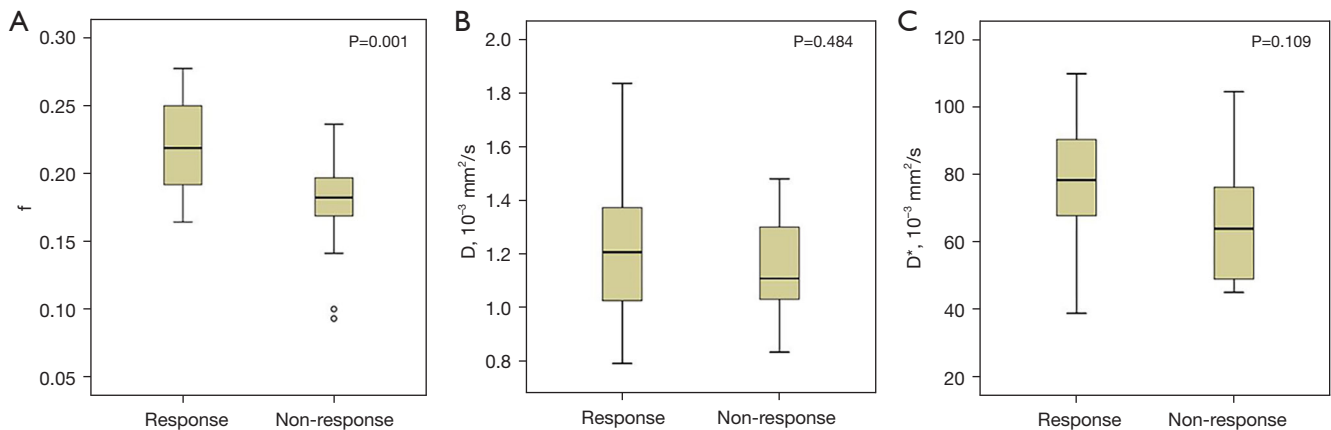 A
P=0.001
0.30
0.25
0.20
0.15
0.10
0.05
f
Response Non-response
B
P=0.484
2.0
1.8
1.6
1.4
1.2
1.0
0.8
D, 10⁻³ mm²/s
Response Non-response
C
P=0.109
120
100
80
60
40
20
D*, 10⁻³ mm²/s
Response Non-response